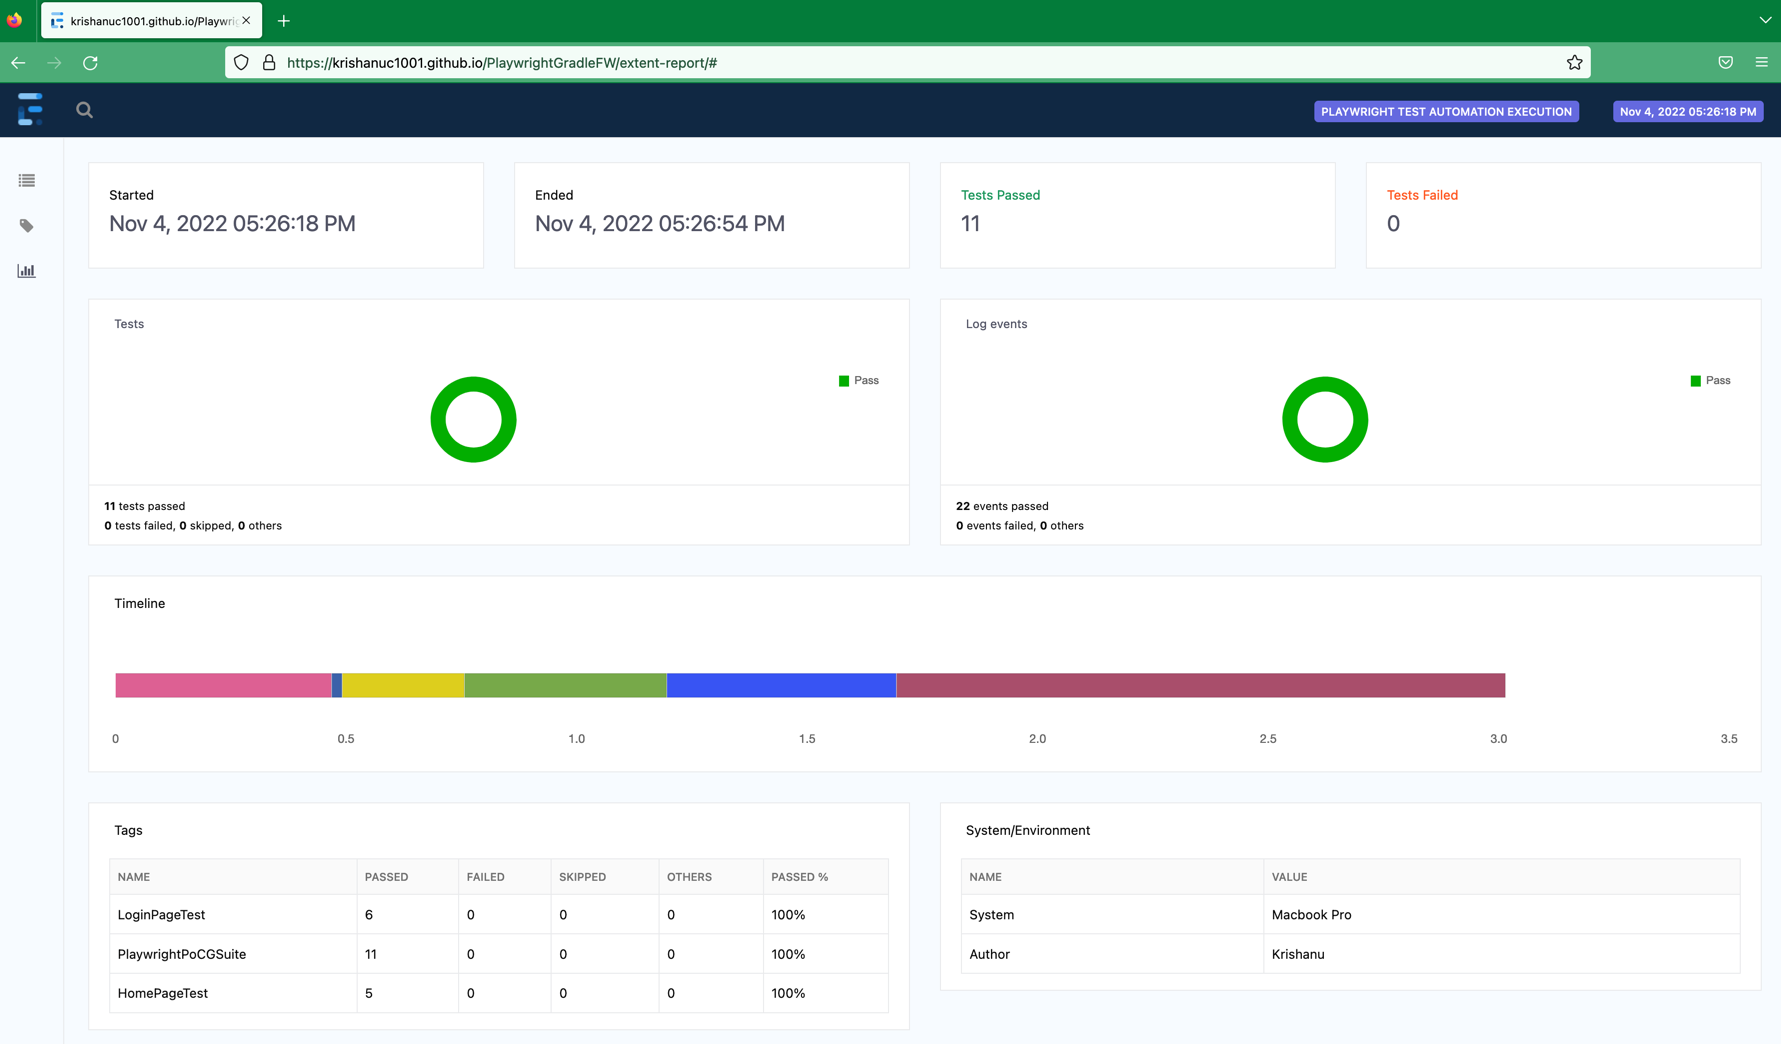 krishanuc1001.github.io/Playwri
https://krishanuc1001.github.io/PlaywrightGradleFW/extent-report/#
PLAYWRIGHT TEST AUTOMATION EXECUTION
Nov 4, 2022 05:26:18 PM
Started
Nov 4, 2022 05:26:18 PM
Ended
Nov 4, 2022 05:26:54 PM
Tests Passed
11
Tests Failed
0
Tests
Pass
11 tests passed
0 tests failed, 0 skipped, 0 others
Log events
Pass
22 events passed
0 events failed, 0 others
Timeline
0 0.5 1.0 1.5 2.0 2.5 3.0 3.5
Tags
NAME PASSED FAILED SKIPPED OTHERS PASSED %
LoginPageTest 6 0 0 0 100%
PlaywrightPoCGSuite 11 0 0 0 100%
HomePageTest 5 0 0 0 100%
System/Environment
NAME VALUE
System Macbook Pro
Author Krishanu